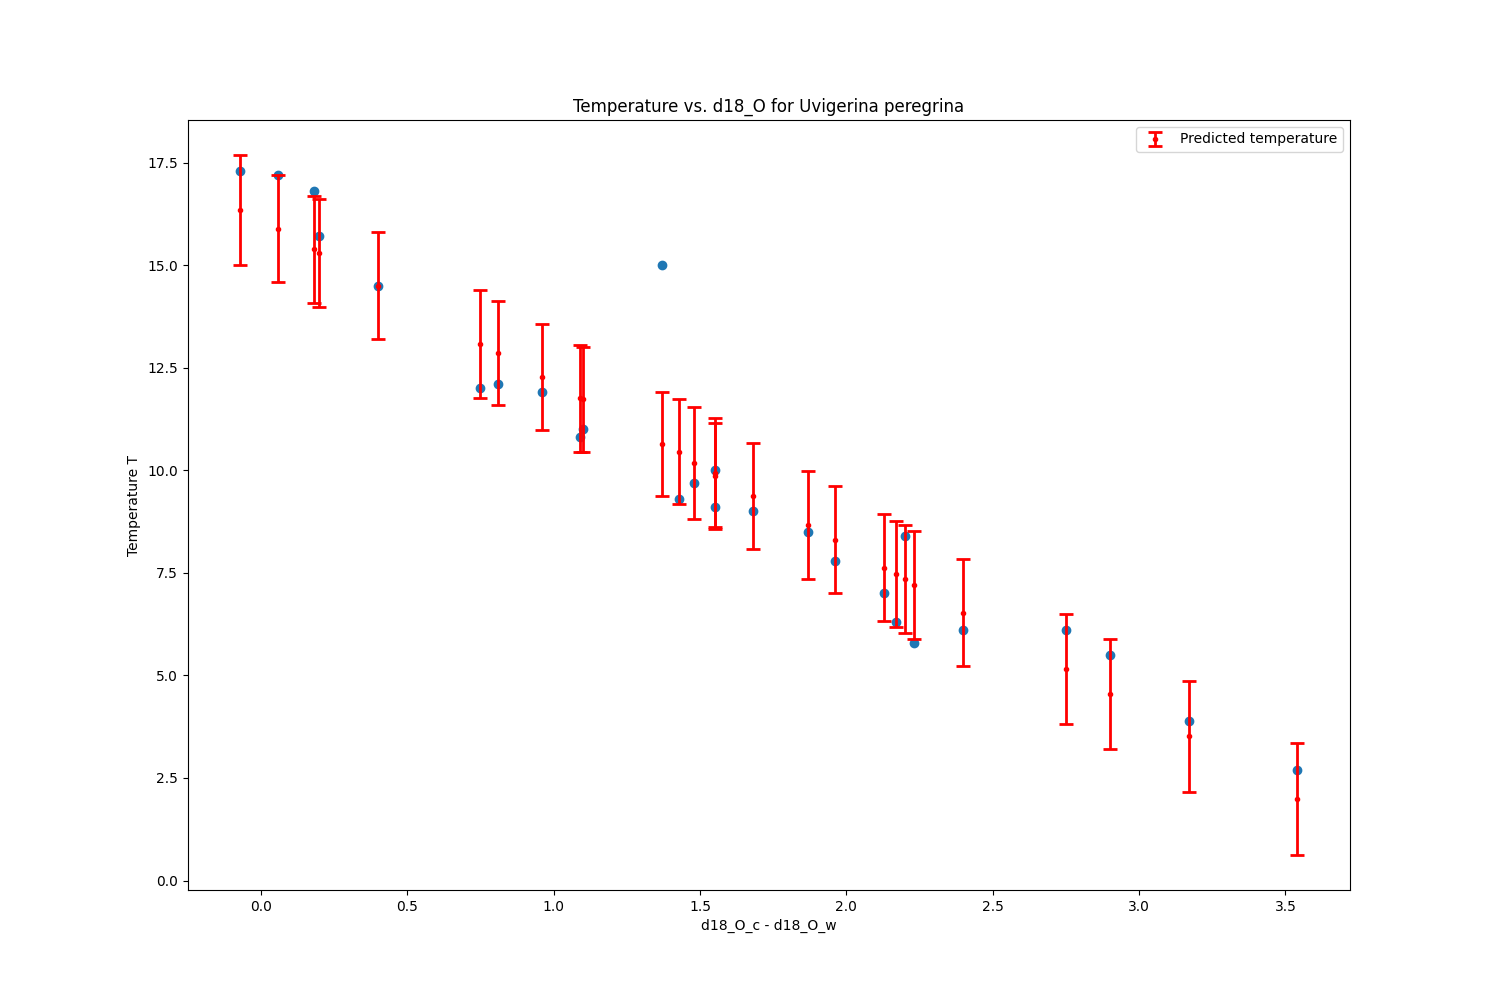 Temperature vs. d18_O for Uvigerina peregrina
Predicted temperature
17.5
15.0
12.5
10.0
7.5
5.0
2.5
0.0
Temperature T
0.0 0.5 1.0 1.5 2.0 2.5 3.0 3.5
d18_O_c - d18_O_w